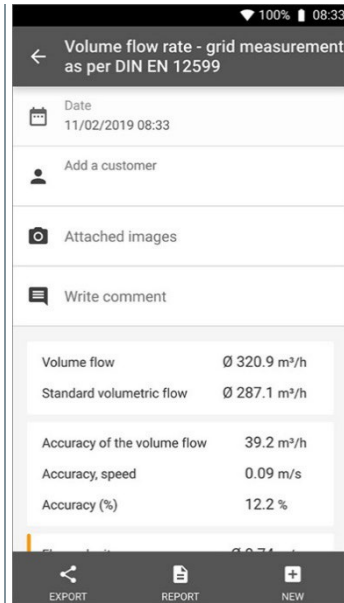 100% 08:33
Volume flow rate - grid measurement
as per DIN EN 12599
Date
11/02/2019 08:33
Add a customer
Attached images
Write comment
Volume flow Ø 320.9 m³/h
Standard volumetric flow Ø 287.1 m³/h
Accuracy of the volume flow 39.2 m³/h
Accuracy, speed 0.09 m/s
Accuracy (%) 12.2 %
EXPORT REPORT NEW